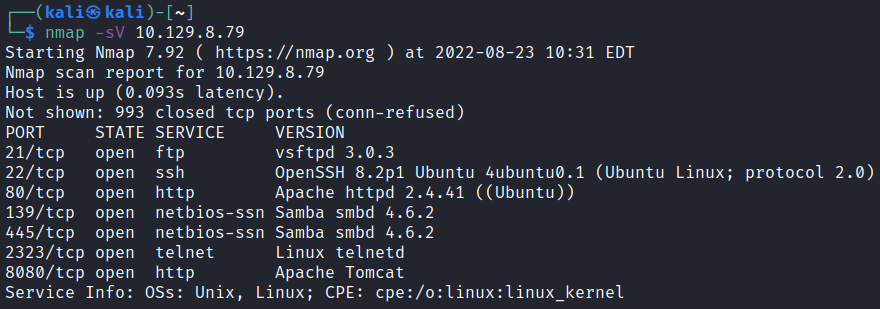 ┌──(kali㉿kali)-[~]
└─$ nmap -sV 10.129.8.79
Starting Nmap 7.92 ( https://nmap.org ) at 2022-08-23 10:31 EDT
Nmap scan report for 10.129.8.79
Host is up (0.093s latency).
Not shown: 993 closed tcp ports (conn-refused)
PORT     STATE SERVICE     VERSION
21/tcp   open  ftp         vsftpd 3.0.3
22/tcp   open  ssh         OpenSSH 8.2p1 Ubuntu 4ubuntu0.1 (Ubuntu Linux; protocol 2.0)
80/tcp   open  http        Apache httpd 2.4.41 ((Ubuntu))
139/tcp  open  netbios-ssn Samba smbd 4.6.2
445/tcp  open  netbios-ssn Samba smbd 4.6.2
2323/tcp open  telnet      Linux telnetd
8080/tcp open  http        Apache Tomcat
Service Info: OSs: Unix, Linux; CPE: cpe:/o:linux:linux_kernel